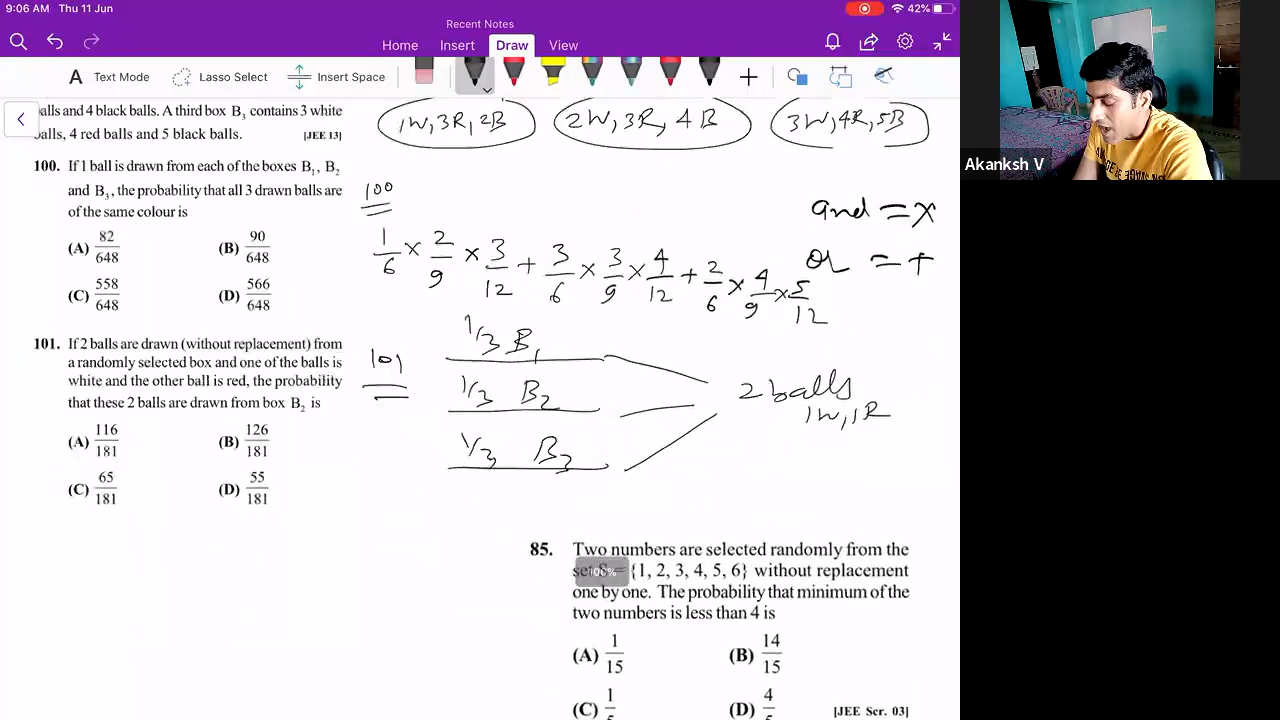 9:06 AM Thu 11 Jun
42%
Recent Notes
Home Insert Draw View
Text Mode Lasso Select Insert Space
balls and 4 black balls. A third box B₃ contains 3 white
balls, 4 red balls and 5 black balls. [JEE 13]
1W, 3R, 2B 2W, 3R, 4B 3W, 4R, 5B
100. If 1 ball is drawn from each of the boxes B₁, B₂
and B₃, the probability that all 3 drawn balls are
of the same colour is
(A) 82/648 (B) 90/648
(C) 558/648 (D) 566/648
100
1/6 × 2/9 × 3/12 + 3/6 × 3/9 × 4/12 + 2/6 × 4/9 × 5/12
and = ×
or = +
101. If 2 balls are drawn (without replacement) from
a randomly selected box and one of the balls is
white and the other ball is red, the probability
that these 2 balls are drawn from box B₂ is
(A) 116/181 (B) 126/181
(C) 65/181 (D) 55/181
101
1/3 B₁
1/3 B₂
1/3 B₃
2 balls
1W, 1R
85. Two numbers are selected randomly from the
set = {1, 2, 3, 4, 5, 6} without replacement
100%
one by one. The probability that minimum of the
two numbers is less than 4 is
(A) 1/15 (B) 14/15
(C) 1/5 (D) 4/5 [JEE Scr. 03]
Akanksh V